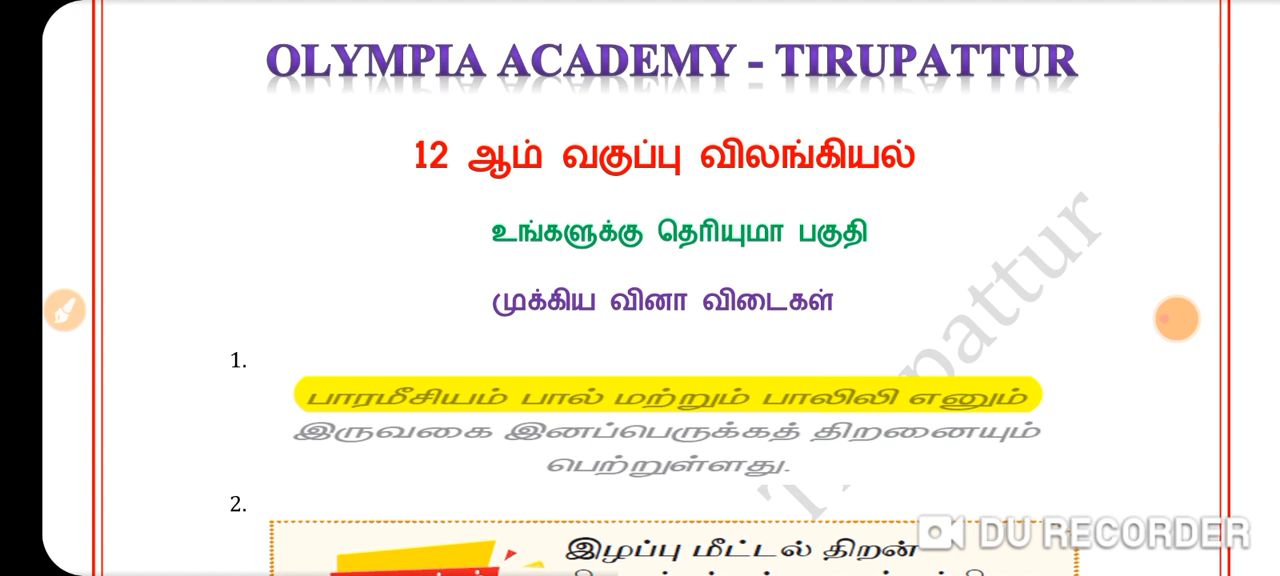 OLYMPIA ACADEMY - TIRUPATTUR
12 ஆம் வகுப்பு விலங்கியல்
உங்களுக்கு தெரியுமா பகுதி
முக்கிய வினா விடைகள்
1.
பாரமீசியம் பால் மற்றும் பாலிலி எனும்
இருவகை இனப்பெருக்கத் திறனையும்
பெற்றுள்ளது.
2.
இழப்பு மீட்டல் திறன்
DU RECORDER
pattur